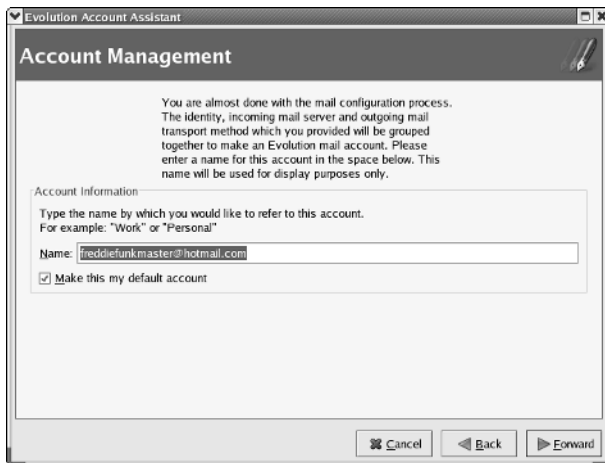 Evolution Account Assistant
Account Management
You are almost done with the mail configuration process.
The identity, incoming mail server and outgoing mail
transport method which you provided will be grouped
together to make an Evolution mail account. Please
enter a name for this account in the space below. This
name will be used for display purposes only.
Account Information
Type the name by which you would like to refer to this account.
For example: "Work" or "Personal"
Name: freddiefunkmaster@hotmail.com
Make this my default account
Cancel Back Forward